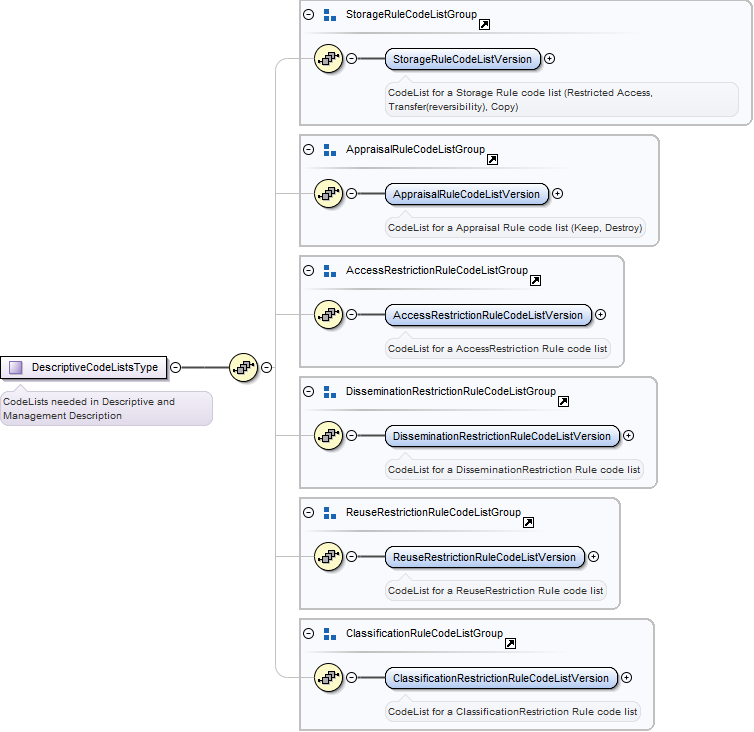 StorageRuleCodeListGroup
StorageRuleCodeListVersion
CodeList for a Storage Rule code list (Restricted Access,
Transfer(reversibility), Copy)
AppraisalRuleCodeListGroup
AppraisalRuleCodeListVersion
CodeList for a Appraisal Rule code list (Keep, Destroy)
AccessRestrictionRuleCodeListGroup
AccessRestrictionRuleCodeListVersion
CodeList for a AccessRestriction Rule code list
DescriptiveCodeListsType
CodeLists needed in Descriptive and
Management Description
DisseminationRestrictionRuleCodeListGroup
DisseminationRestrictionRuleCodeListVersion
CodeList for a DisseminationRestriction Rule code list
ReuseRestrictionRuleCodeListGroup
ReuseRestrictionRuleCodeListVersion
CodeList for a ReuseRestriction Rule code list
ClassificationRuleCodeListGroup
ClassificationRestrictionRuleCodeListVersion
CodeList for a ClassificationRestriction Rule code list